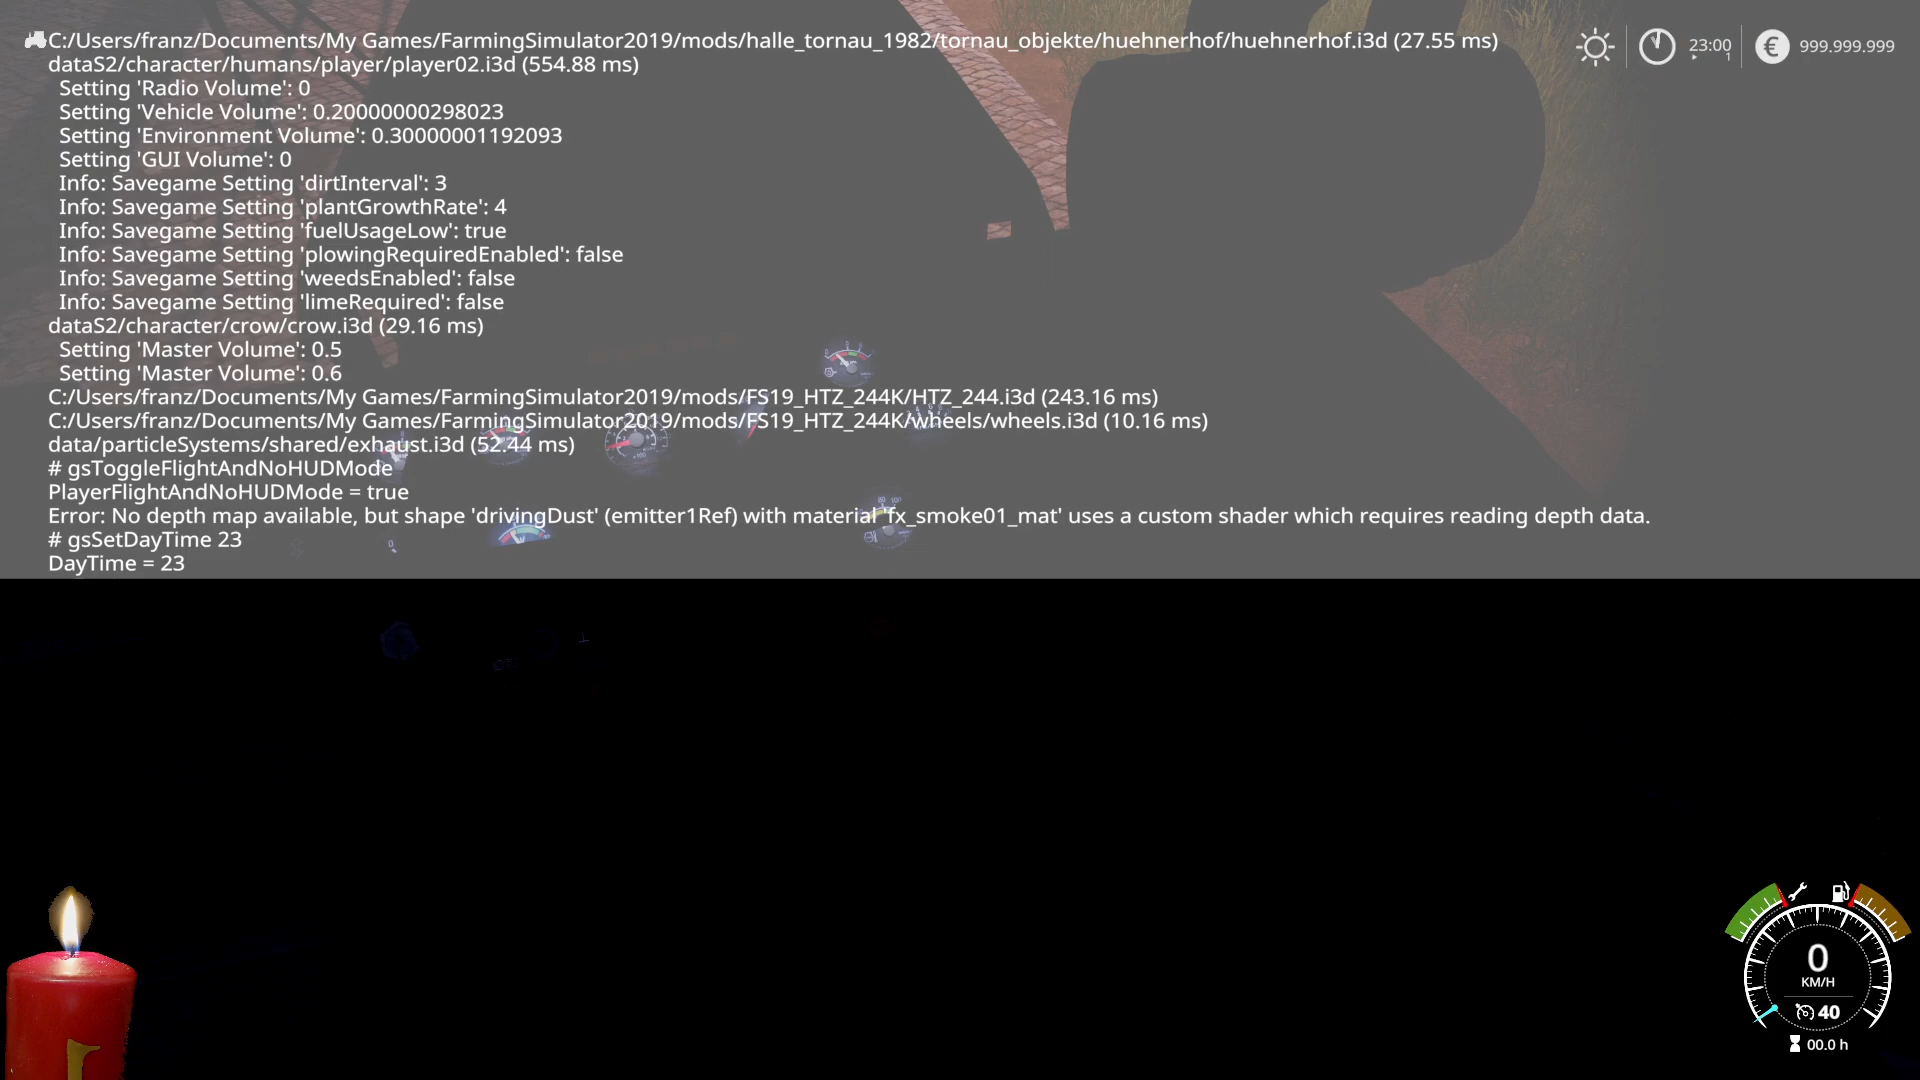 C:/Users/franz/Documents/My Games/FarmingSimulator2019/mods/halle_tornau_1982/tornau_objekte/huehnerhof/huehnerhof.i3d (27.55 ms)
dataS2/character/humans/player/player02.i3d (554.88 ms)
Setting 'Radio Volume': 0
Setting 'Vehicle Volume': 0.20000000298023
Setting 'Environment Volume': 0.30000001192093
Setting 'GUI Volume': 0
Info: Savegame Setting 'dirtInterval': 3
Info: Savegame Setting 'plantGrowthRate': 4
Info: Savegame Setting 'fuelUsageLow': true
Info: Savegame Setting 'plowingRequiredEnabled': false
Info: Savegame Setting 'weedsEnabled': false
Info: Savegame Setting 'limeRequired': false
dataS2/character/crow/crow.i3d (29.16 ms)
Setting 'Master Volume': 0.5
Setting 'Master Volume': 0.6
C:/Users/franz/Documents/My Games/FarmingSimulator2019/mods/FS19_HTZ_244K/HTZ_244.i3d (243.16 ms)
C:/Users/franz/Documents/My Games/FarmingSimulator2019/mods/FS19_HTZ_244K/wheels/wheels.i3d (10.16 ms)
data/particleSystems/shared/exhaust.i3d (52.44 ms)
# gsToggleFlightAndNoHUDMode
PlayerFlightAndNoHUDMode = true
Error: No depth map available, but shape 'drivingDust' (emitter1Ref) with material 'fx_smoke01_mat' uses a custom shader which requires reading depth data.
# gsSetDayTime 23
DayTime = 23
23:00
1
€ 999.999.999
0
KM/H
40
00.0 h